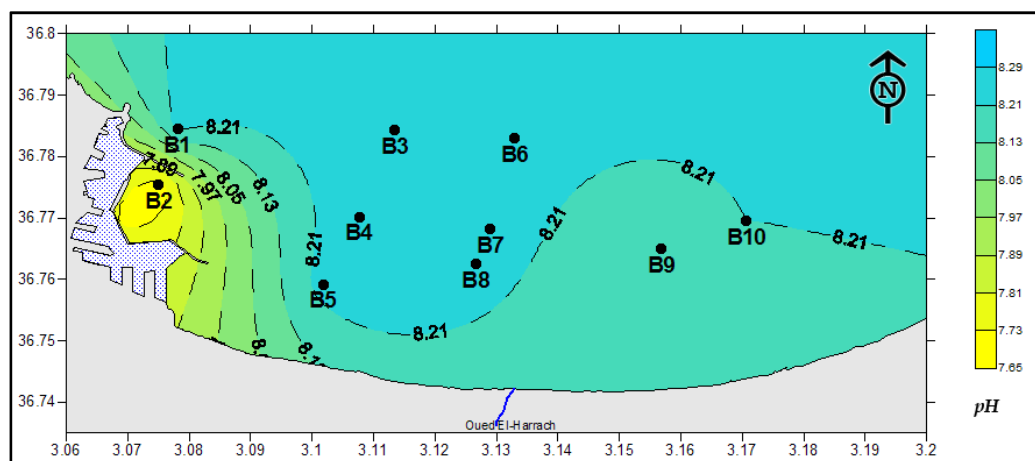 36.8
36.79
36.78
36.77
36.76
36.75
36.74
N
B1
8.21
B3
B6
7.89
7.97
8.05
8.13
B2
8.21
8.21
B4
B7
8.21
B10
8.21
B9
B8
B5
8.21
Oued El-Harrach
3.06 3.07 3.08 3.09 3.1 3.11 3.12 3.13 3.14 3.15 3.16 3.17 3.18 3.19 3.2
8.29
8.21
8.13
8.05
7.97
7.89
7.81
7.73
7.65
pH